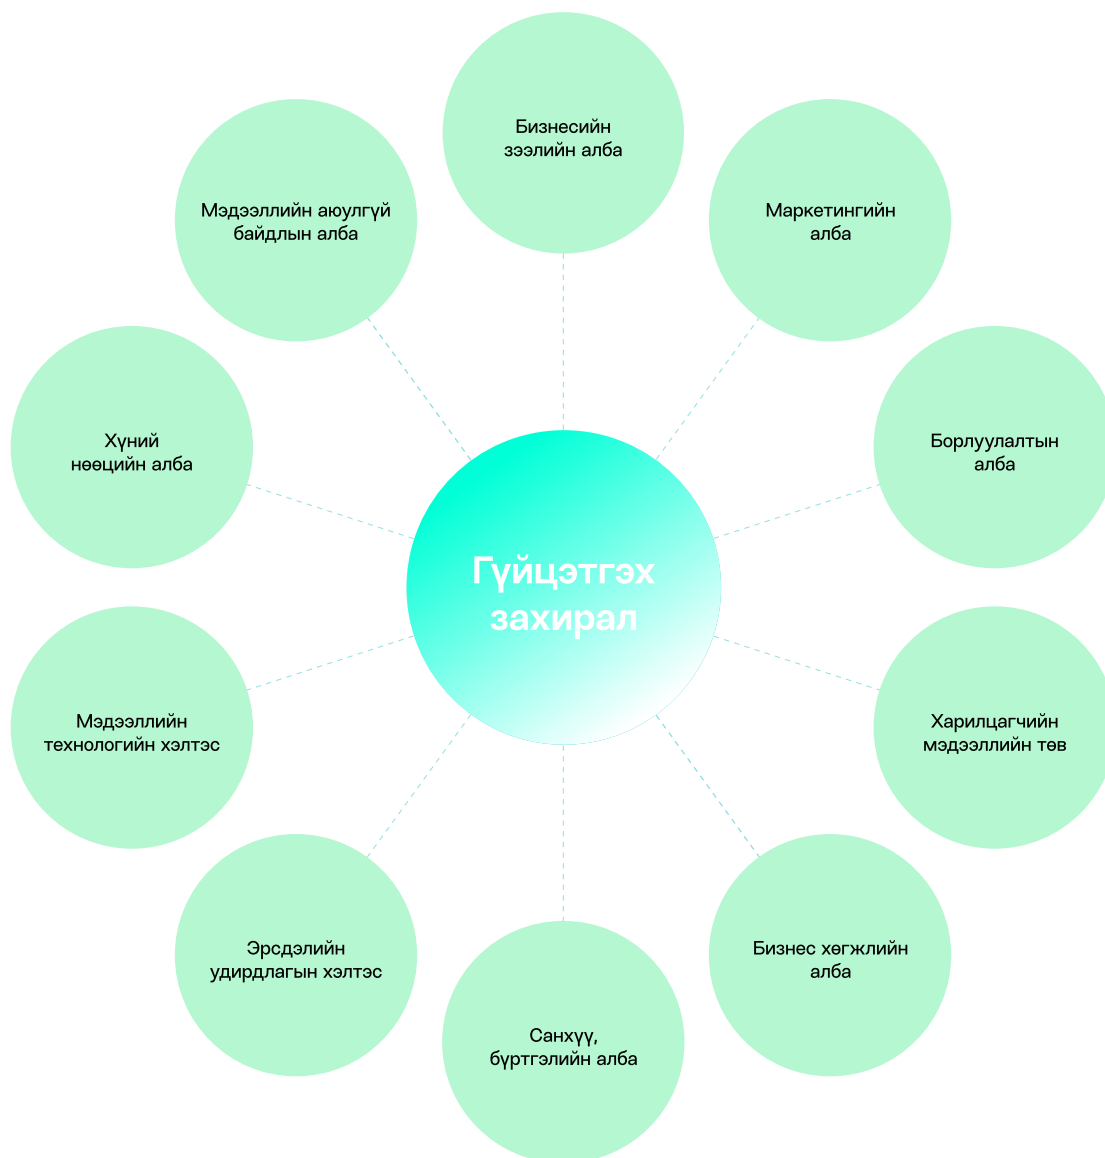 Бизнесийн
зээлийн алба
Мэдээллийн аюулгүй
байдлын алба
Маркетингийн
алба
Хүний
нөөцийн алба
Борлуулалтын
алба
Гүйцэтгэх
захирал
Мэдээллийн
технологийн хэлтэс
Харилцагчийн
мэдээллийн төв
Эрсдэлийн
удирдлагын хэлтэс
Бизнес хөгжлийн
алба
Санхүү,
бүртгэлийн алба